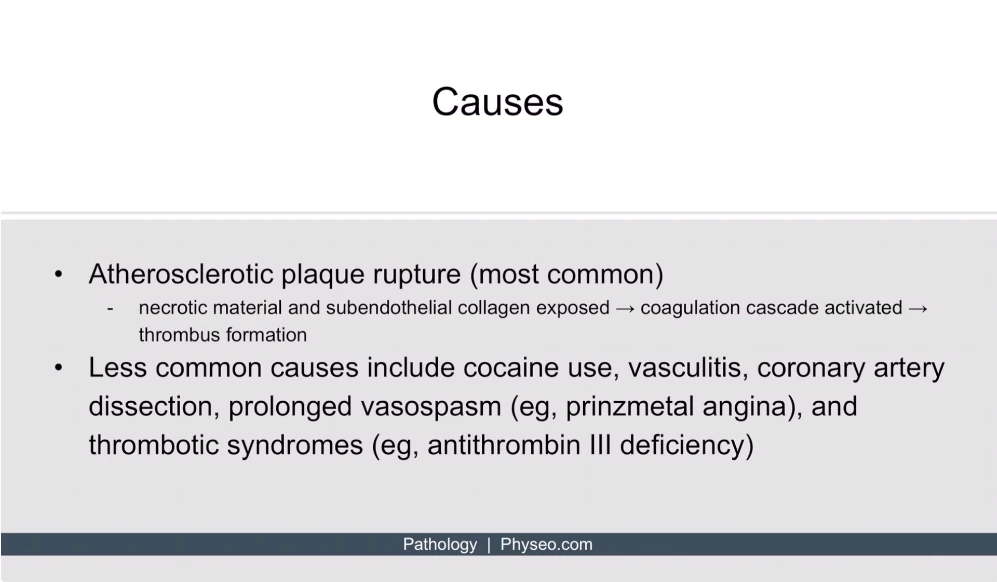 Causes
• Atherosclerotic plaque rupture (most common)
- necrotic material and subendothelial collagen exposed → coagulation cascade activated →
thrombus formation
• Less common causes include cocaine use, vasculitis, coronary artery
dissection, prolonged vasospasm (eg, prinzmetal angina), and
thrombotic syndromes (eg, antithrombin III deficiency)
Pathology | Physeo.com